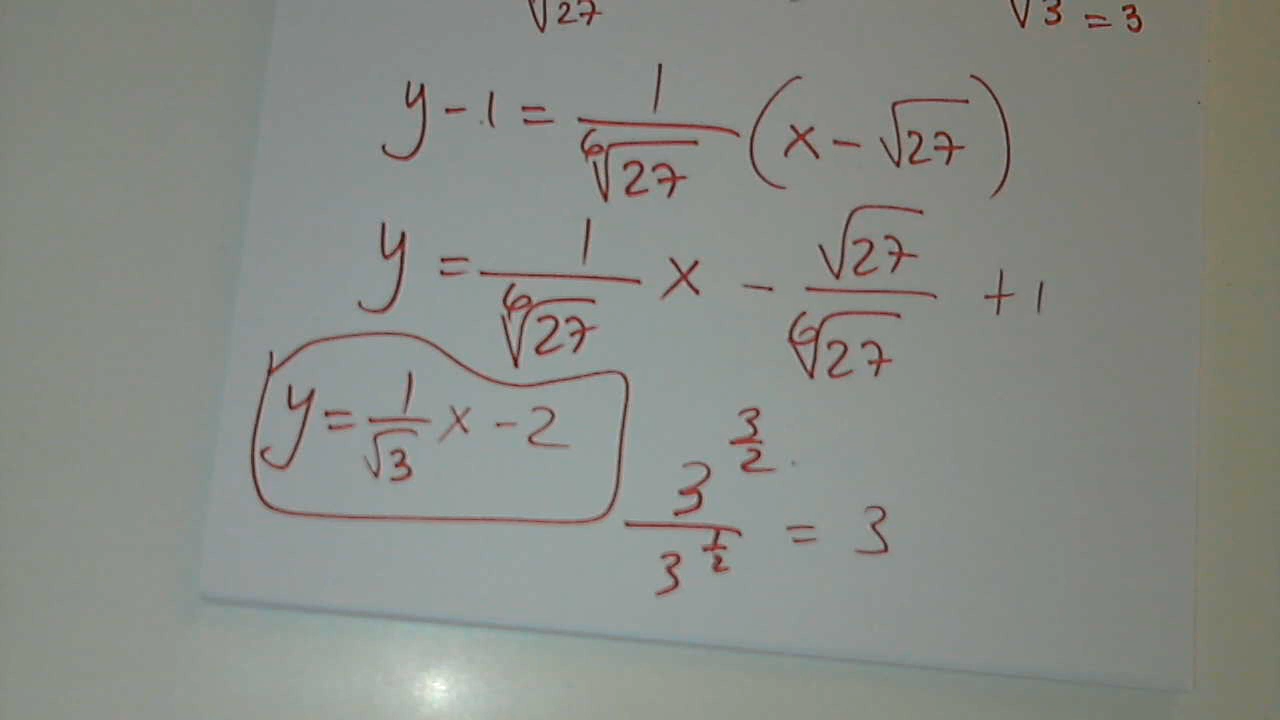 √27 √3 = 3
y - 1 = 1/⁶√27 (x - √27)
y = 1/⁶√27 x - √27/⁶√27 + 1
y = 1/√3 x - 2
3^(3/2) / 3^(1/2) = 3